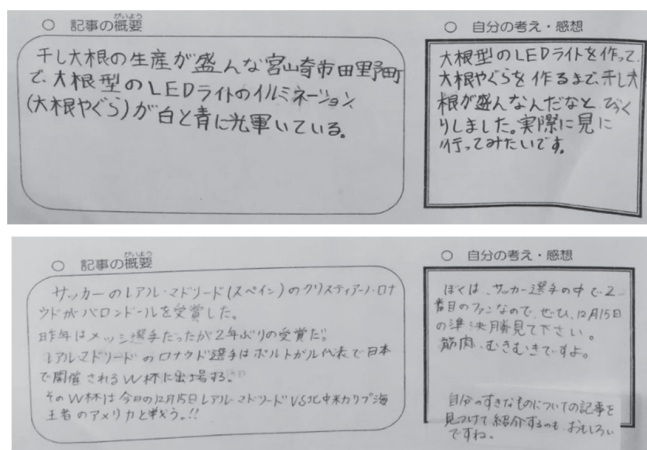 ○ 記事の概要
がいよう
干し大根の生産が盛んな宮崎市田野町
で、大根型のLEDライトのイルミネーション
(大根やぐら)が白と青に光輝いている。
○ 自分の考え・感想
大根型のLEDライトを作って、
大根やぐらを作るまで、干し大
根が盛んなんだなと、びっく
りしました。実際に見に
行ってみたいです。
○ 記事の概要
がいよう
サッカーのレアル・マドリード(スペイン)のクリスティアーノ・ロナ
ウドがバロンドールを受賞した。
昨年はメッシ選手だったが2年ぶりの受賞だ。
レアルマドリードのロナウド選手はポルトガル代表で日本
で開催されるW杯に出場する。
そのW杯は今日の12月15日レアル・マドリードVS北中米カリブ海
王者のアメリカと戦う。!!
○ 自分の考え・感想
ぼくは、サッカー選手の中で2
番目のファンなので、ぜひ、12月15日
の準決勝見て下さい。
筋肉、むきむきですよ。
自分のすきなものについての記事を
見つけて紹介するのも、おもしろい
ですね。